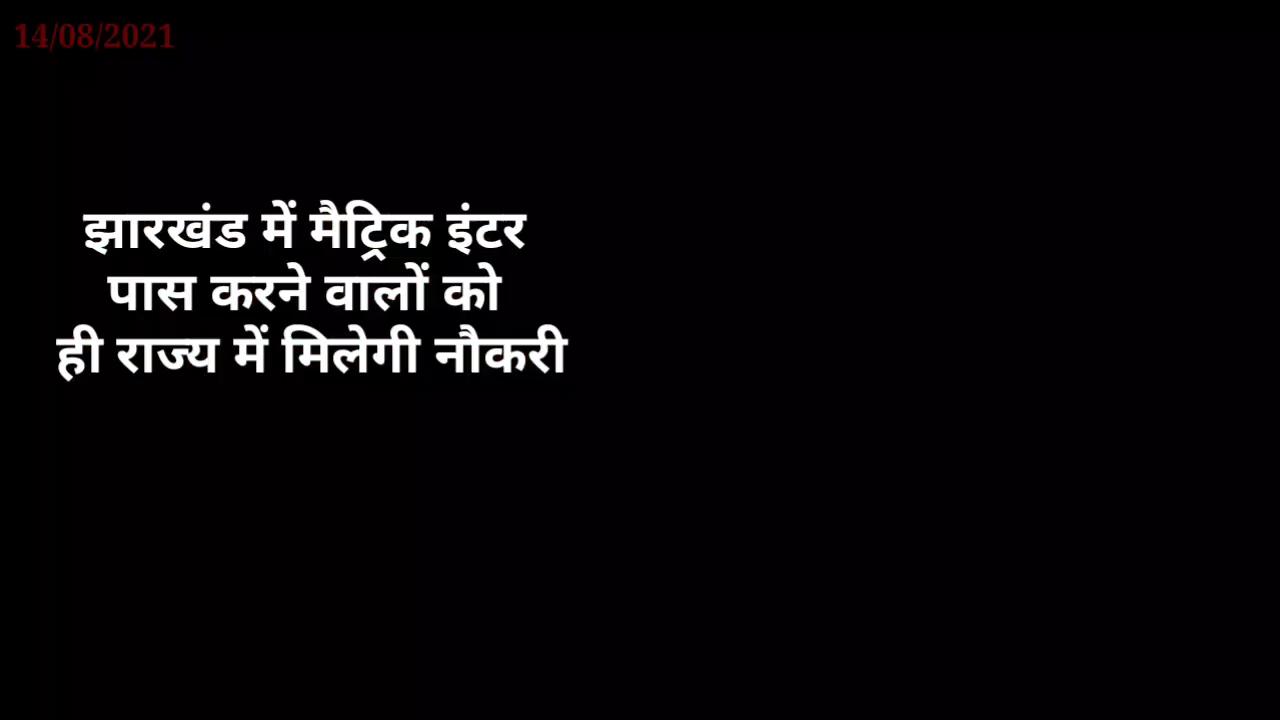 14/08/2021
झारखंड में मैट्रिक इंटर
पास करने वालों को
ही राज्य में मिलेगी नौकरी